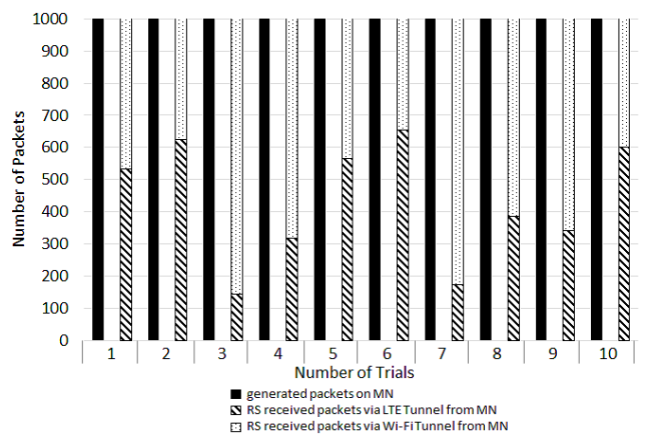 1000
900
800
700
600
500
400
300
200
100
0
Number of Packets
1 2 3 4 5 6 7 8 9 10
Number of Trials
generated packets on MN
RS received packets via LTE Tunnel from MN
RS received packets via Wi-Fi Tunnel from MN